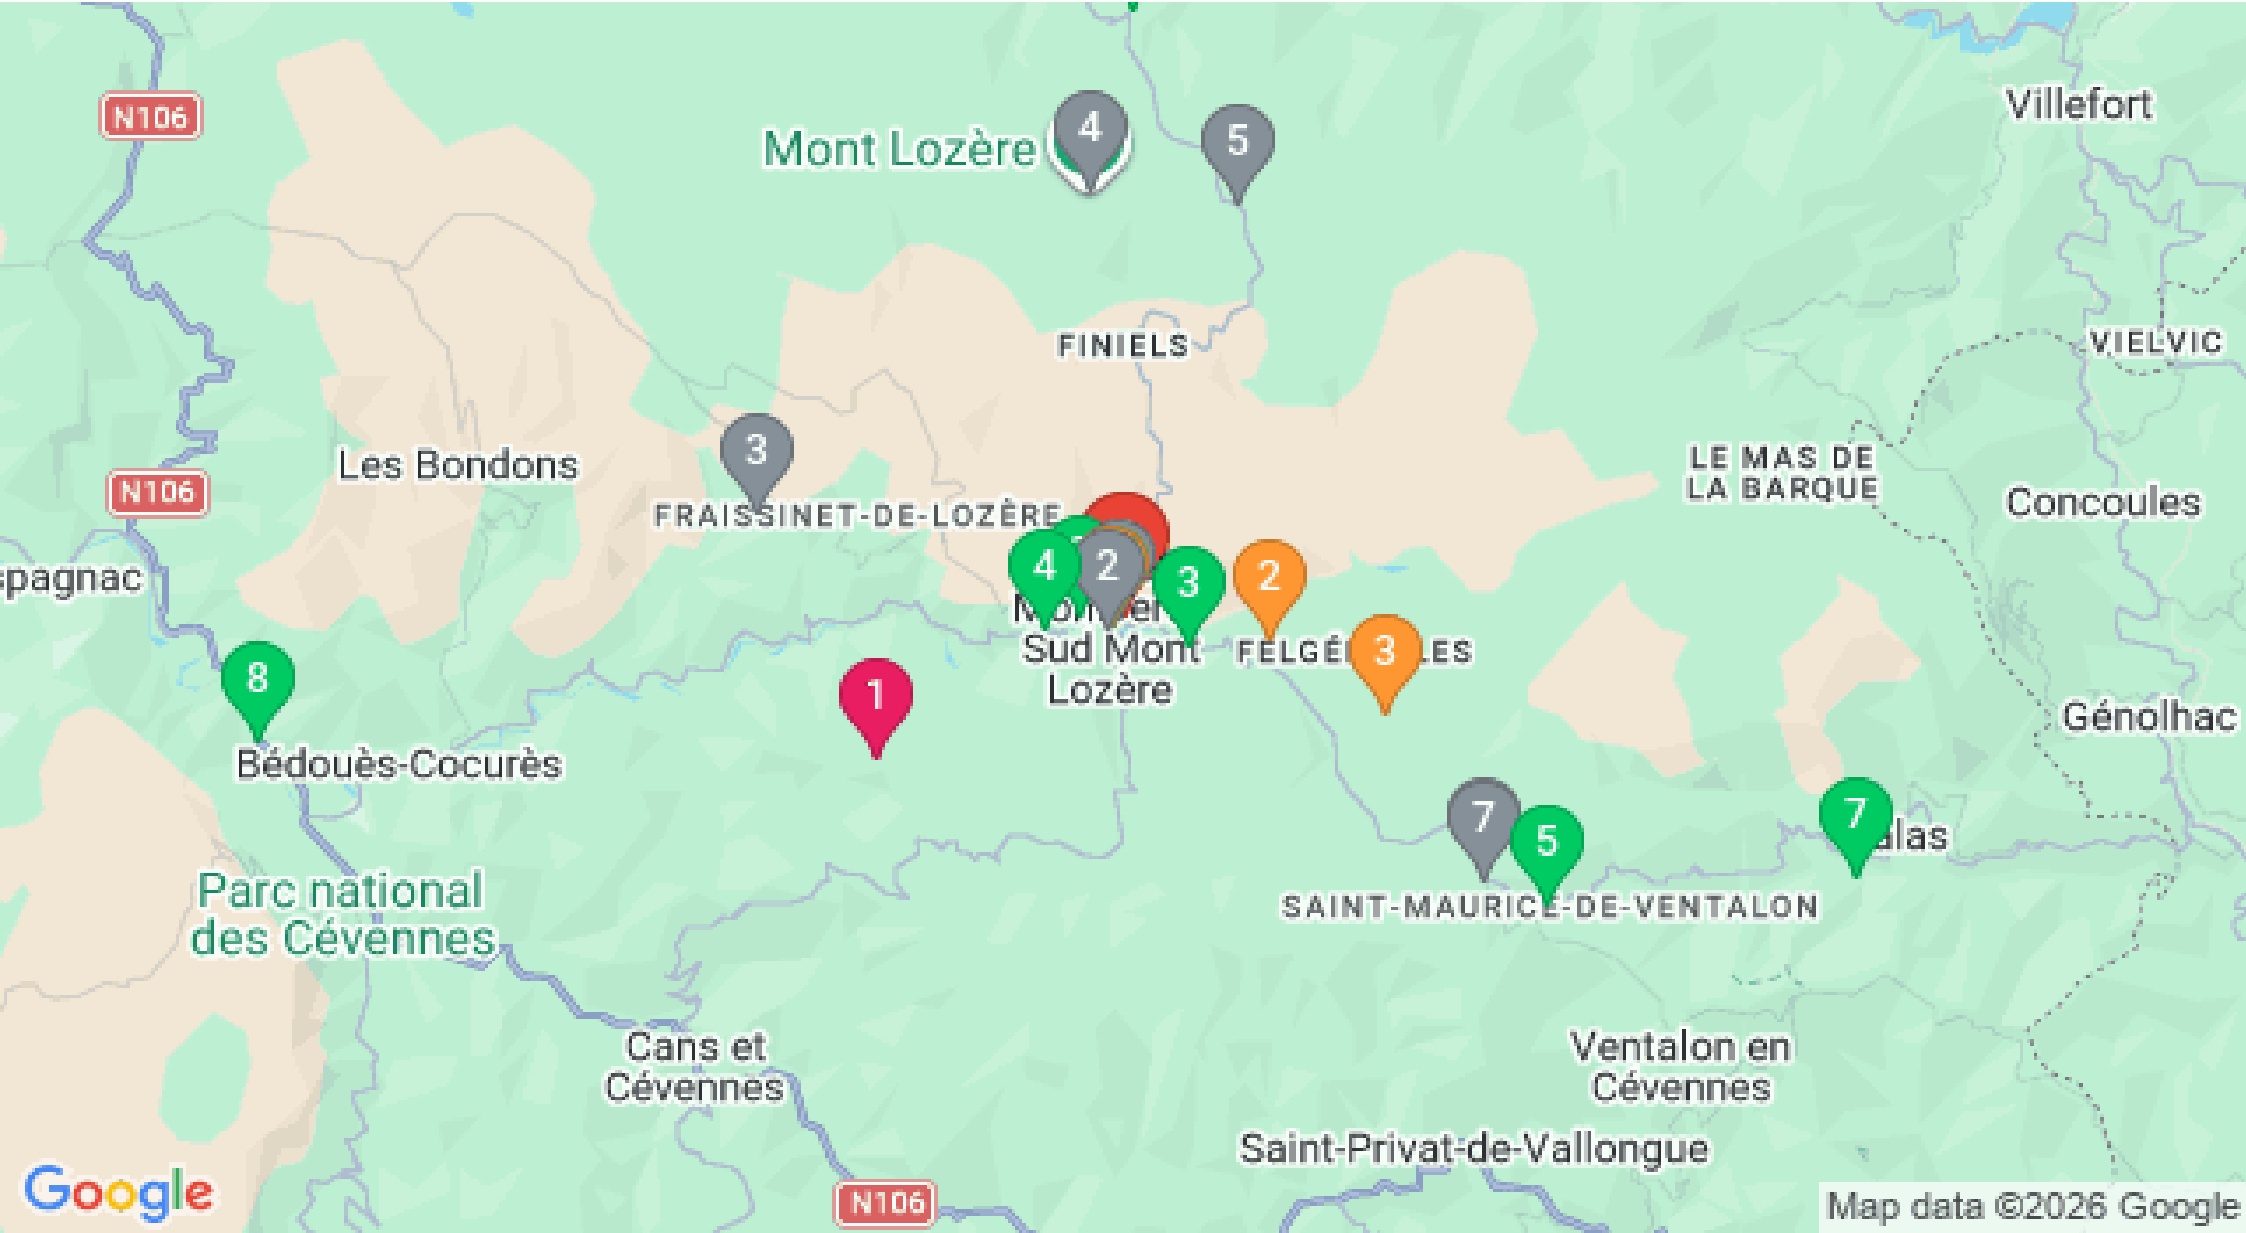 N106
Villefort
4
5
Mont Lozère
FINIELS
VIELVIC
3
Les Bondons
LE MAS DE
LA BARQUE
N106
Concoules
FRAISSINET-DE-LOZÈRE
4
2
3
2
Sud Mont
Lozère
3
8
1
Génolhac
Bédouès-Cocurès
7
5
7
Parc national
des Cévennes
SAINT-MAURICE-DE-VENTALON
Cans et
Cévennes
Ventalon en
Cévennes
Saint-Privat-de-Vallongue
Google
N106
Map data ©2026 Google